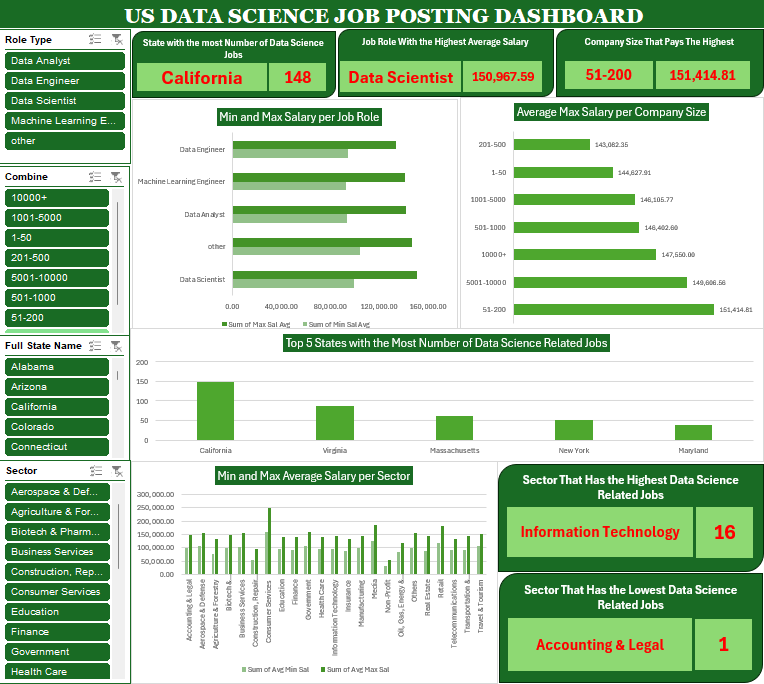 US DATA SCIENCE JOB POSTING DASHBOARD
Role Type
Data Analyst
Data Engineer
Data Scientist
Machine Learning E...
other
State with the most Number of Data Science
Jobs
California
148
Job Role With the Highest Average Salary
Data Scientist
150,967.59
Company Size That Pays The Highest
51-200
151,414.81
Combine
10000+
1001-5000
1-50
201-500
5001-10000
501-1000
51-200
Min and Max Salary per Job Role
Data Engineer
Machine Learning Engineer
Data Analyst
other
Data Scientist
0.00
40,000.00
80,000.00
120,000.00
160,000.00
Sum of Max Sal Avg
Sum of Min Sal Avg
Average Max Salary per Company Size
201-500
143,082.35
1-50
144,627.91
1001-5000
146,105.77
501-1000
146,402.60
10000+
147,550.00
5001-10000
149,606.56
51-200
151,414.81
Full State Name
Alabama
Arizona
California
Colorado
Connecticut
Top 5 States with the Most Number of Data Science Related Jobs
200
150
100
50
0
California
Virginia
Massachusetts
New York
Maryland
Sector
Aerospace & Def...
Agriculture & For...
Biotech & Pharm...
Business Services
Construction, Rep...
Consumer Services
Education
Finance
Government
Health Care
Min and Max Average Salary per Sector
300,000.00
250,000.00
200,000.00
150,000.00
100,000.00
50,000.00
0.00
Accounting & Legal
Aerospace & Defense
Agriculture & Forestry
Biotech &
Business Services
Construction, Repair,
Consumer Services
Education
Finance
Government
Health Care
Information Technology
Insurance
Manufacturing
Media
Non-Profit
Oil, Gas, Energy &
Others
Real Estate
Retail
Telecommunications
Transportation &
Travel & Tourism
Sum of Avg Min Sal
Sum of Avg Max Sal
Sector That Has the Highest Data Science
Related Jobs
Information Technology
16
Sector That Has the Lowest Data Science
Related Jobs
Accounting & Legal
1